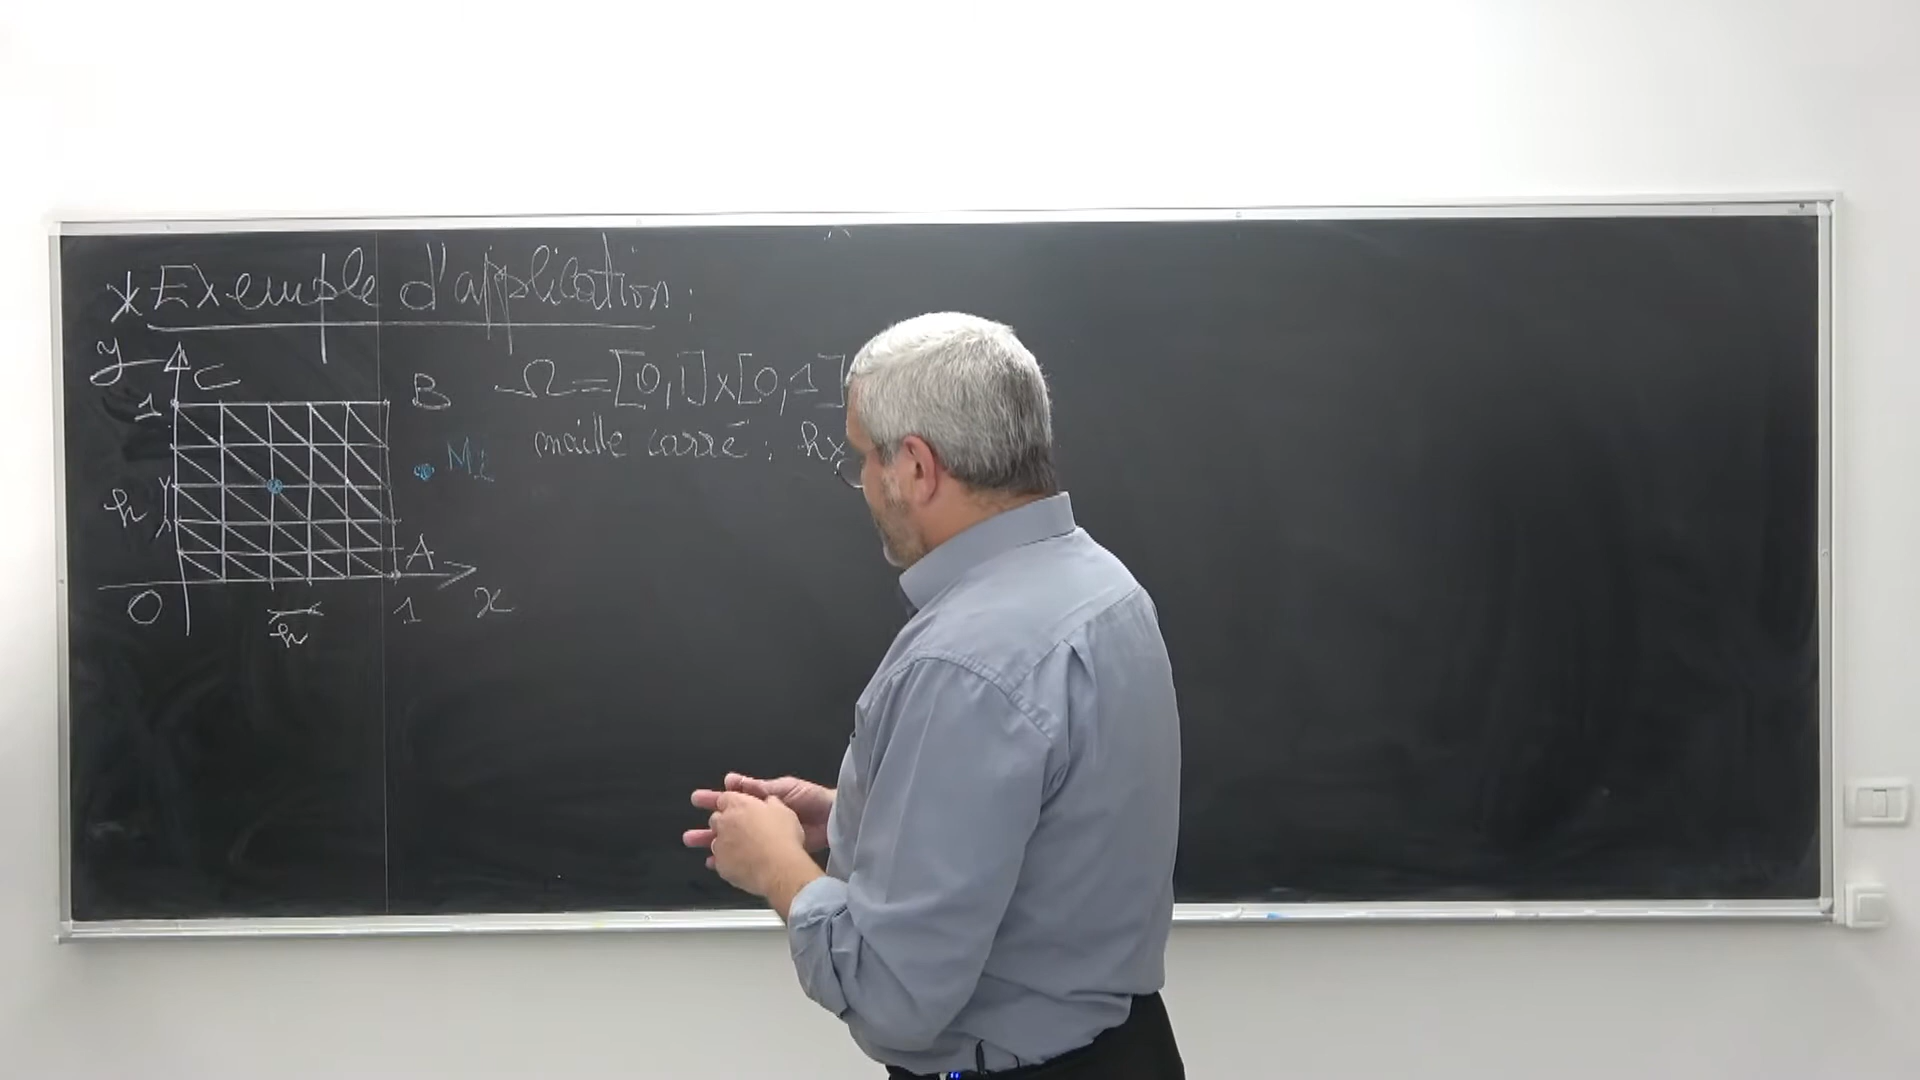 * Exemple d'application :
y
C
1
B
Ω = [0,1]x[0,1]
maille carré : hx
Mi
h
A
O
h
1
x